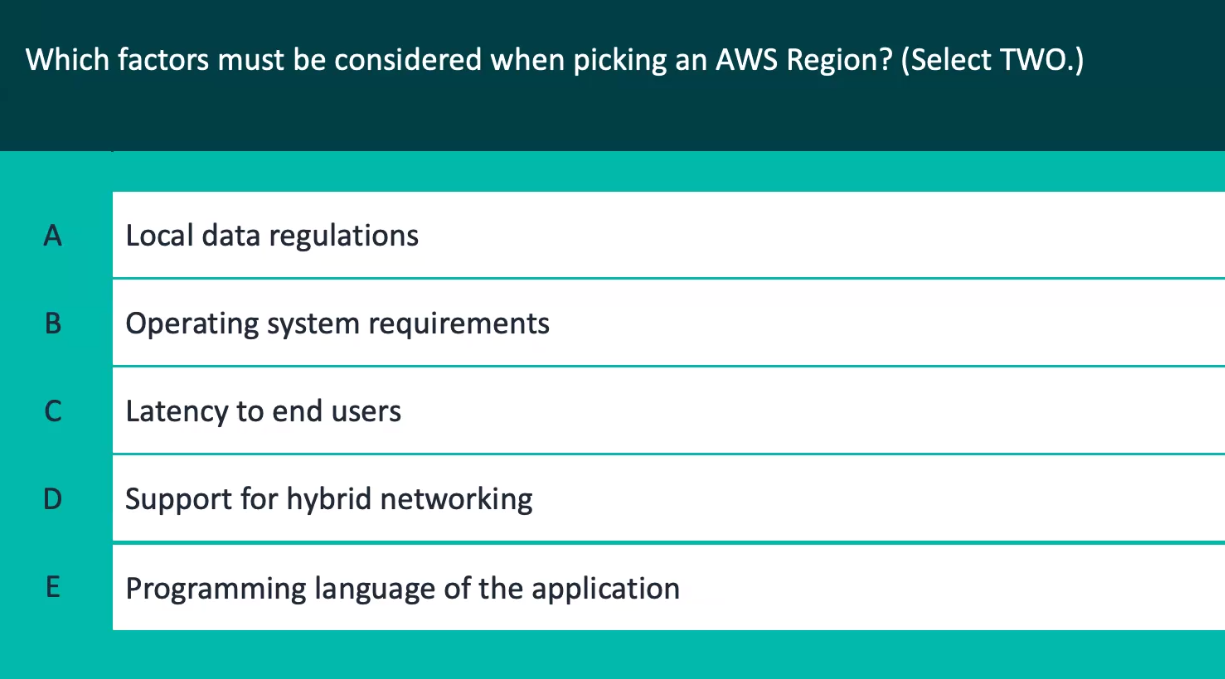 Which factors must be considered when picking an AWS Region? (Select TWO.)
A Local data regulations
B Operating system requirements
C Latency to end users
D Support for hybrid networking
E Programming language of the application